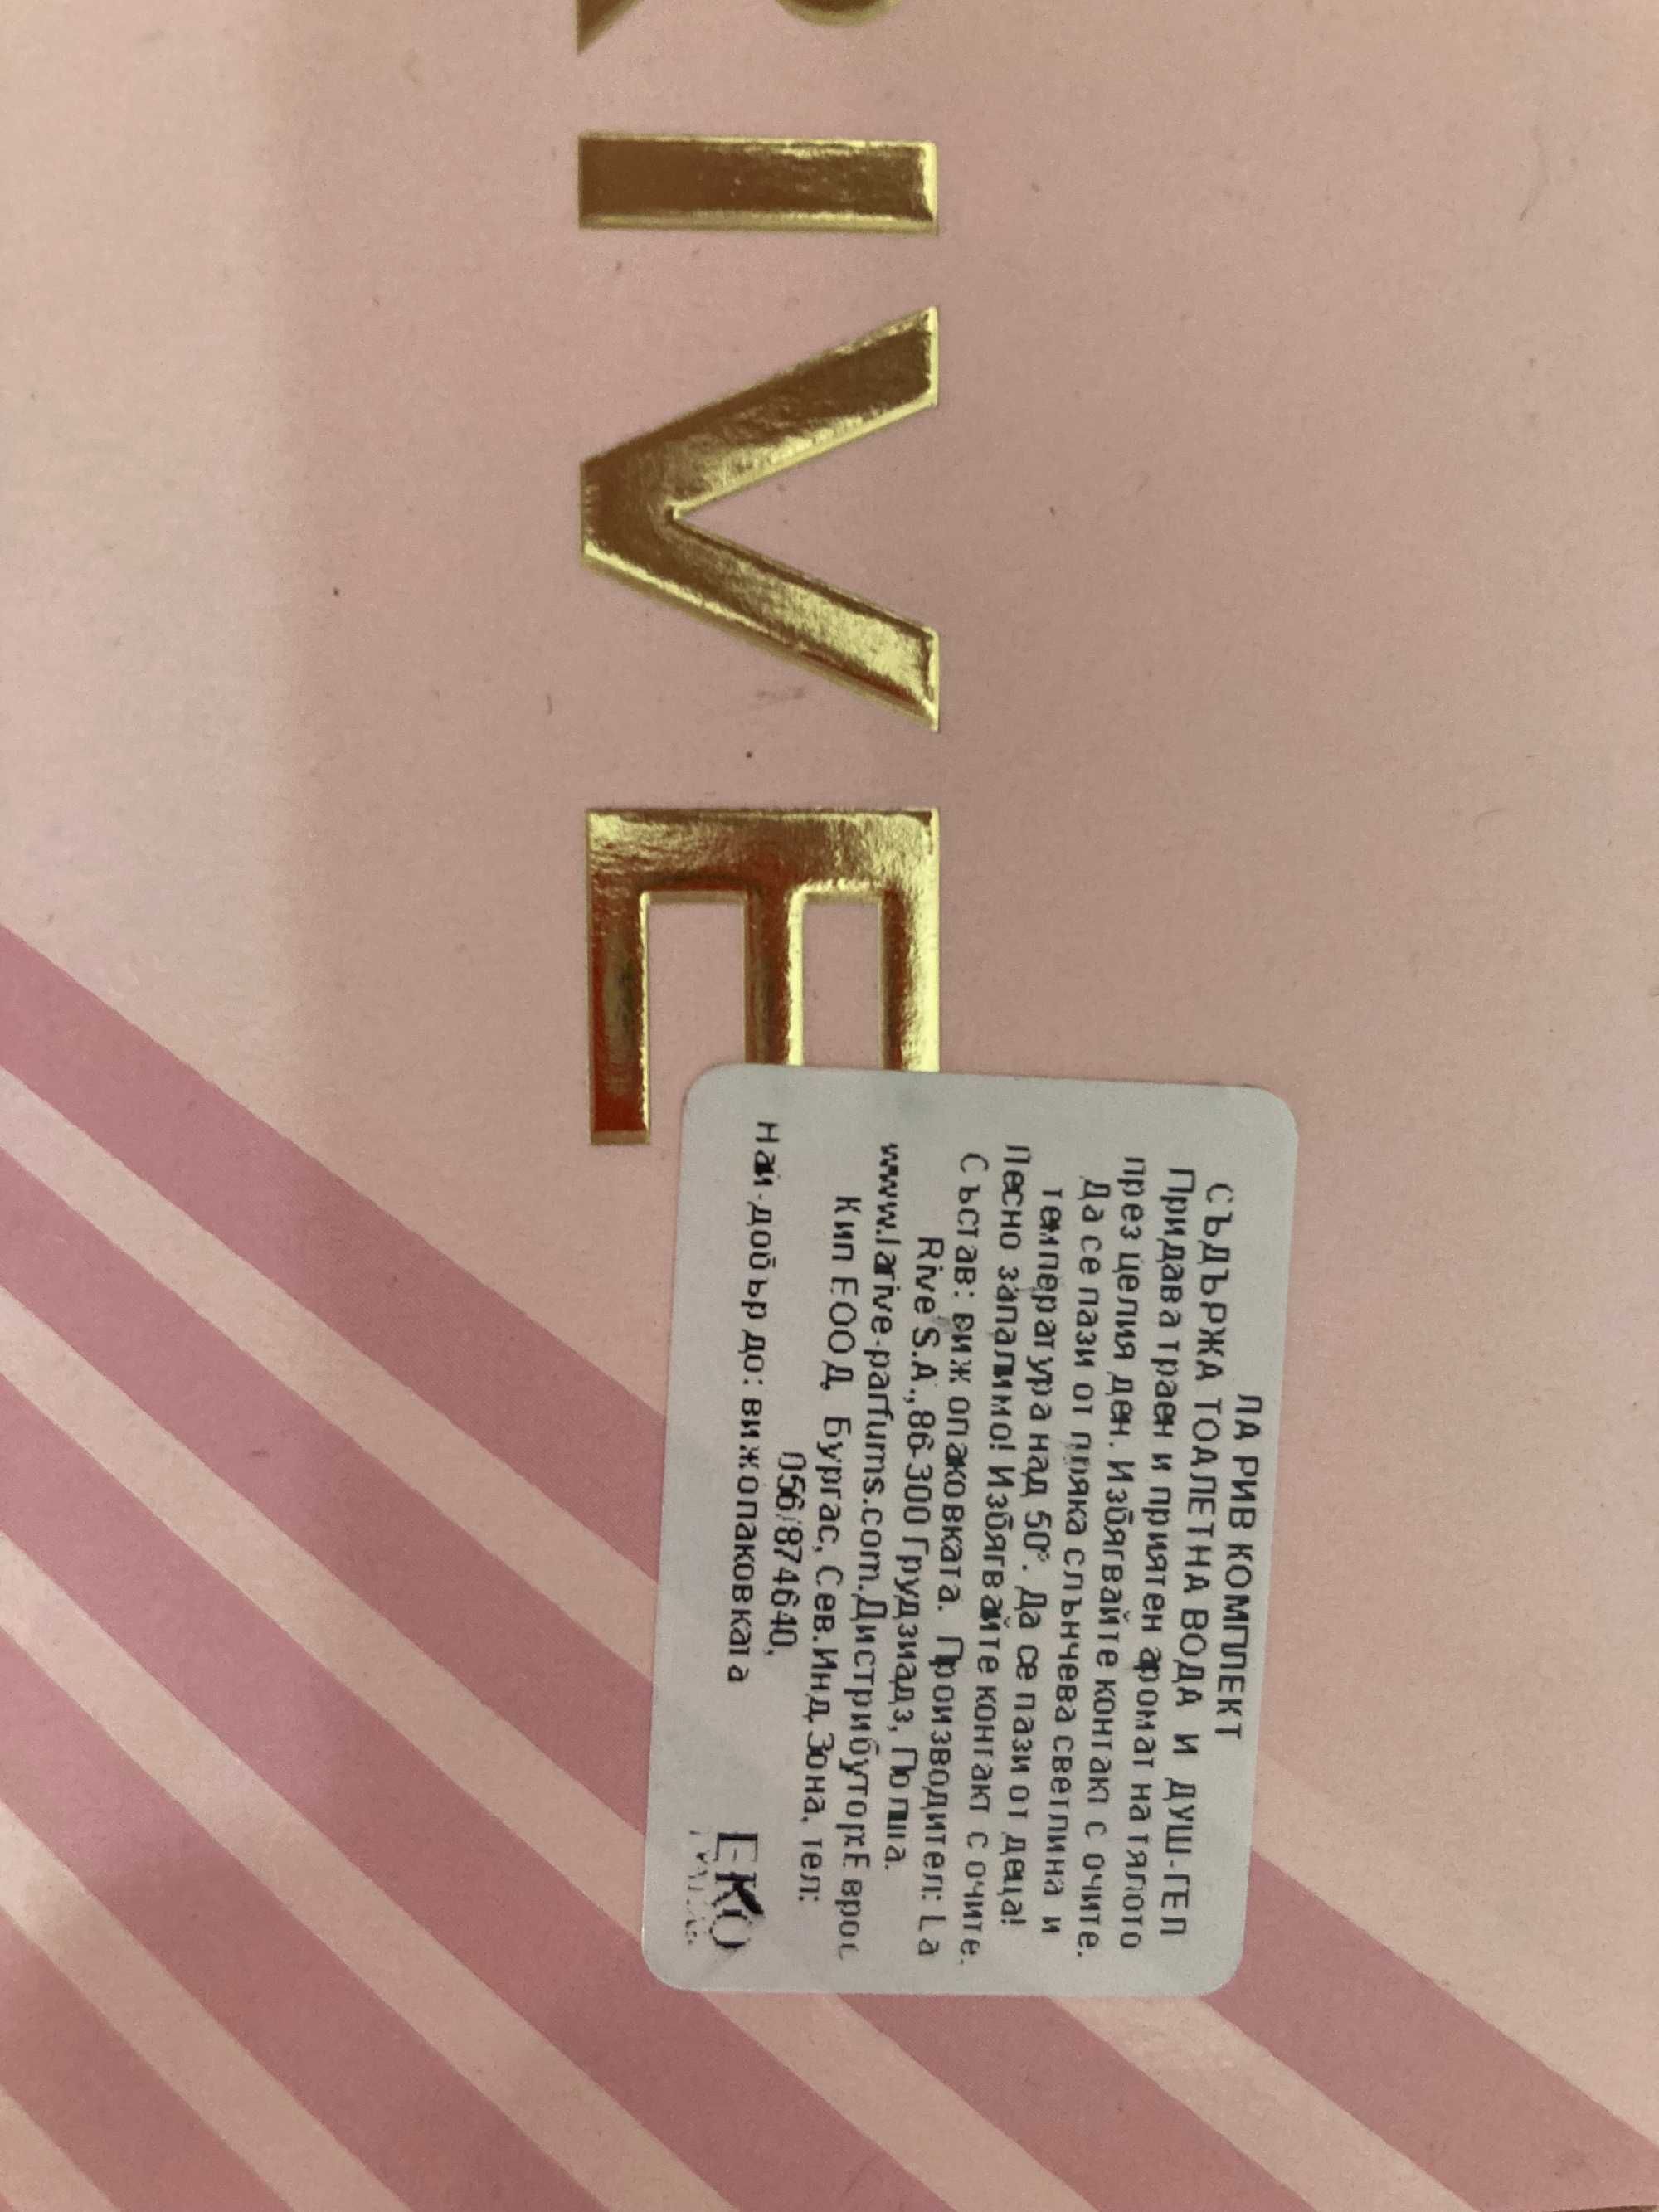 RIVE
ЛА РИВ КОМПЛЕКТ
СЪДЪРЖА ТОАЛЕТНА ВОДА И ДУШ-ГЕЛ
Придава траен и приятен аромат на тялото
през целия ден. Избягвайте контакт с очите.
Да се пази от пряка слънчева светлина и
температура над 50°. Да се пази от деца!
Лесно запалимо! Избягвайте контакт с очите.
Състав: виж опаковката. Производител: La
Rive S.A., 86-300 Грудзиадз, Полша.
www.larive-parfums.com.Дистрибутор:Еврос
Кип ЕООД, Бургас, Сев.Инд.Зона, тел:
056/874640,
най-добър до: виж опаковката
ЕКО